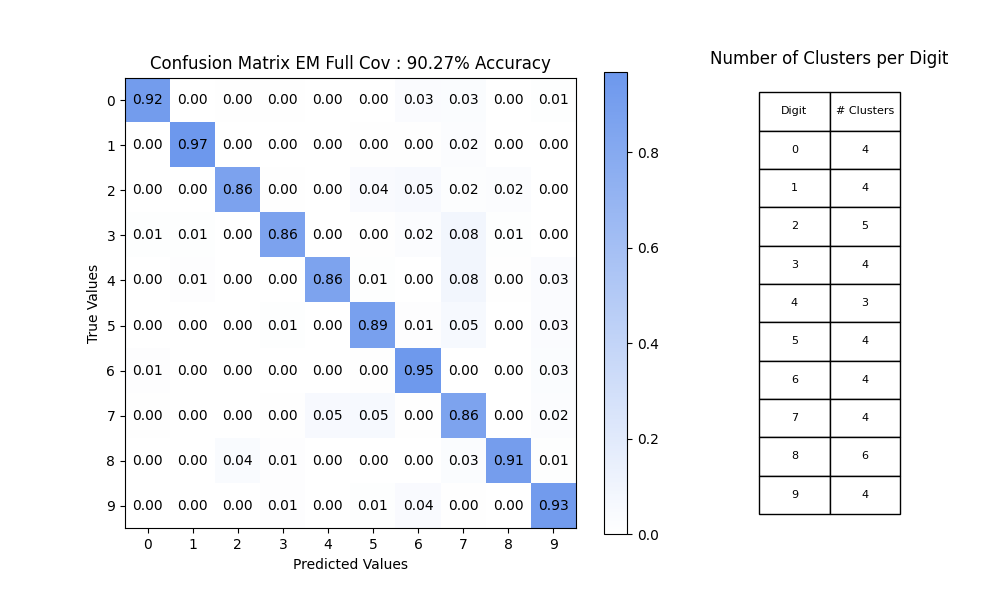 Confusion Matrix EM Full Cov : 90.27% Accuracy
True Values
0 0.92 0.00 0.00 0.00 0.00 0.00 0.03 0.03 0.00 0.01
1 0.00 0.97 0.00 0.00 0.00 0.00 0.00 0.02 0.00 0.00
2 0.00 0.00 0.86 0.00 0.00 0.04 0.05 0.02 0.02 0.00
3 0.01 0.01 0.00 0.86 0.00 0.00 0.02 0.08 0.01 0.00
4 0.00 0.01 0.00 0.00 0.86 0.01 0.00 0.08 0.00 0.03
5 0.00 0.00 0.00 0.01 0.00 0.89 0.01 0.05 0.00 0.03
6 0.01 0.00 0.00 0.00 0.00 0.00 0.95 0.00 0.00 0.03
7 0.00 0.00 0.00 0.00 0.05 0.05 0.00 0.86 0.00 0.02
8 0.00 0.00 0.04 0.01 0.00 0.00 0.00 0.03 0.91 0.01
9 0.00 0.00 0.00 0.01 0.00 0.01 0.04 0.00 0.00 0.93
0 1 2 3 4 5 6 7 8 9
Predicted Values
0.8
0.6
0.4
0.2
0.0
Number of Clusters per Digit
Digit # Clusters
0 4
1 4
2 5
3 4
4 3
5 4
6 4
7 4
8 6
9 4